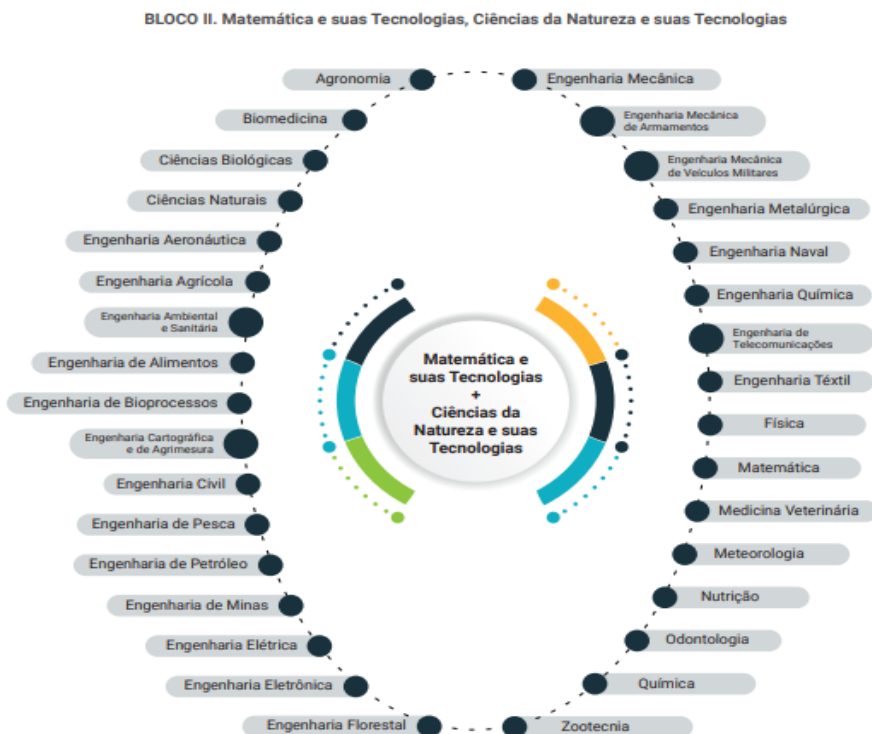 BLOCO II. Matemática e suas Tecnologias, Ciências da Natureza e suas Tecnologias
Agronomia
Biomedicina
Ciências Biológicas
Ciências Naturais
Engenharia Aeronáutica
Engenharia Agrícola
Engenharia Ambiental
e Sanitária
Engenharia de Alimentos
Engenharia de Bioprocessos
Engenharia Cartográfica
e de Agrimesura
Engenharia Civil
Engenharia de Pesca
Engenharia de Petróleo
Engenharia de Minas
Engenharia Elétrica
Engenharia Eletrônica
Engenharia Florestal
Matemática e
suas Tecnologias
+
Ciências da
Natureza e suas
Tecnologias
Engenharia Mecânica
Engenharia Mecânica
de Armamentos
Engenharia Mecânica
de Veículos Militares
Engenharia Metalúrgica
Engenharia Naval
Engenharia Química
Engenharia de
Telecomunicações
Engenharia Téxtil
Física
Matemática
Medicina Veterinária
Meteorologia
Nutrição
Odontologia
Química
Zootecnia